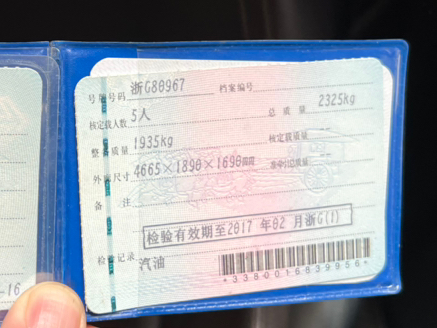 号牌号码 浙G80967 档案编号
核定载人数 5人 总质量 2325kg
整备质量 1935kg 核定载质量 --
外廓尺寸 4665×1890×1690mm 准牵引总质量 --
备注
检验有效期至2017 年02 月浙G(1)
检验记录
汽油
*3380016839956*
-16